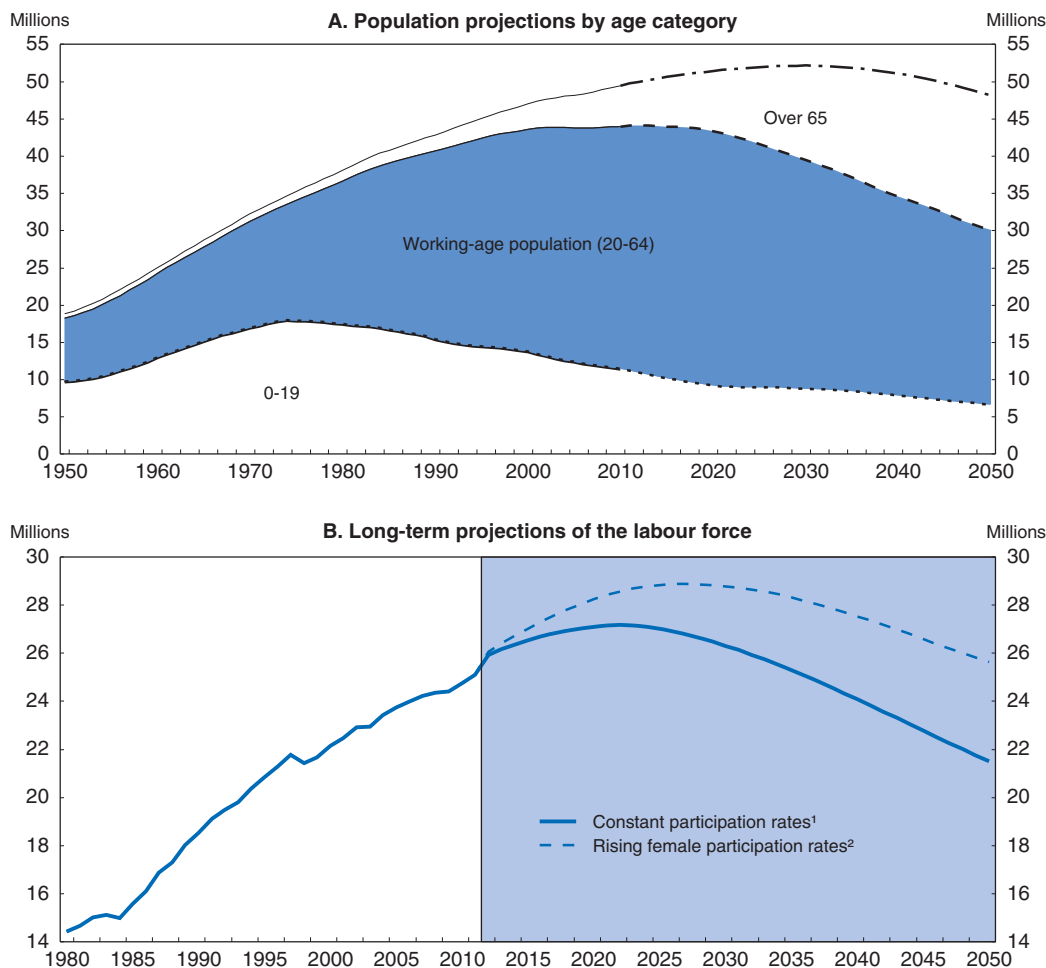 A. Population projections by age category
Millions Millions
55 55
50 50
45 45
40 40
35 35
30 30
25 25
20 20
15 15
10 10
5 5
0 0
Over 65
Working-age population (20-64)
0-19
1950 1960 1970 1980 1990 2000 2010 2020 2030 2040 2050
B. Long-term projections of the labour force
Millions Millions
30 30
28 28
26 26
24 24
22 22
20 20
18 18
16 16
14 14
Constant participation rates¹
Rising female participation rates²
1980 1985 1990 1995 2000 2005 2010 2015 2020 2025 2030 2035 2040 2045 2050